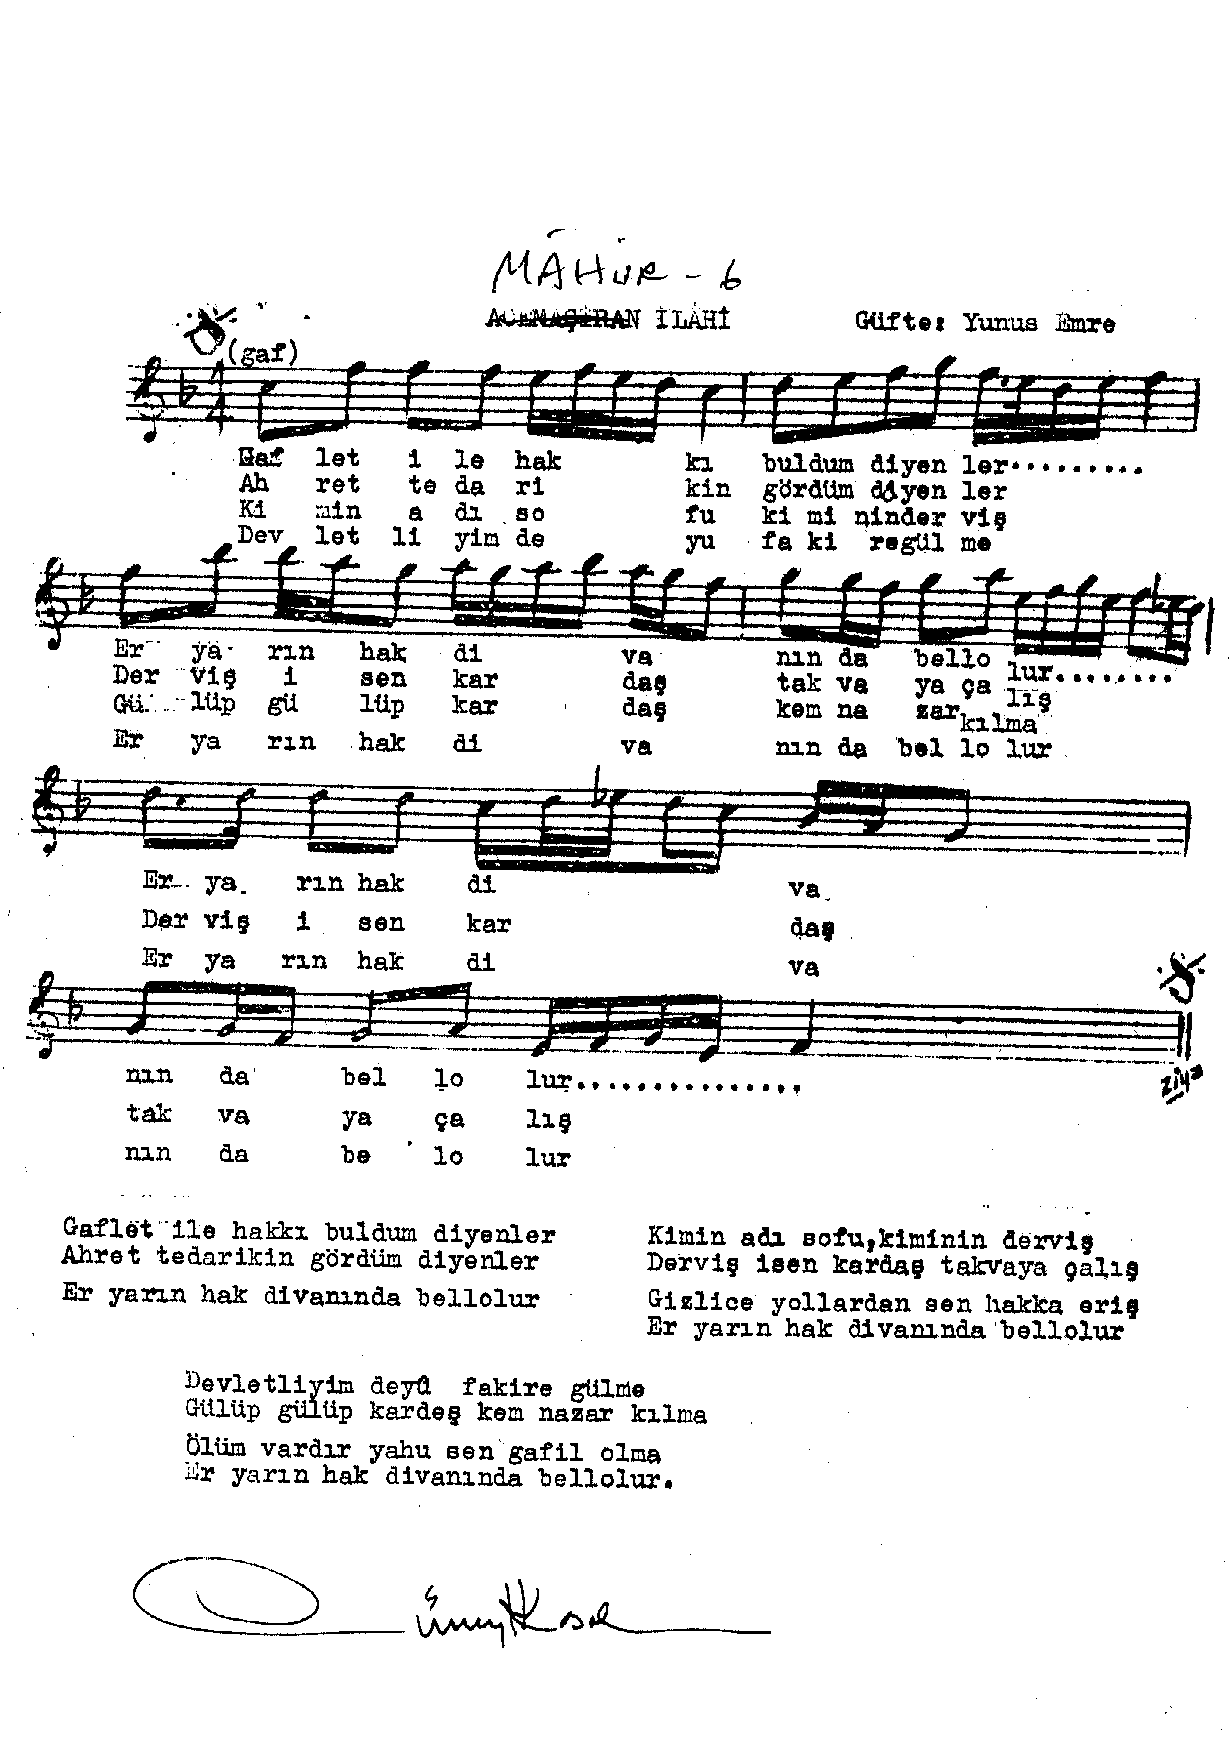 MÂHUR - 6
ACEMAŞİRAN İLÂHİ Güfte: Yunus Emre
(gaf)
4
4
Gaf let i le hak kı buldum diyen ler.........
Ah ret te da ri kin gördüm diyen ler
Ki min a dı so fu ki mi ninder viş
Dev let li yim de yu fa ki regül me
Er ya rın hak di va nın da bello lur........
Der viş i sen kar daş tak va ya ça lış
Gü lüp gü lüp kar daş kem na zar kılma
Er ya rın hak di va nın da bel lo lur
Er ya rın hak di va
Der viş i sen kar daş
Er ya rın hak di va
nın da bel lo lur...............
tak va ya ça lış
nın da be lo lur
ziya
Gaflet ile hakkı buldum diyenler
Ahret tedarikin gördüm diyenler
Er yarın hak divanında bellolur
Kimin adı sofu,kiminin derviş
Derviş isen kardaş takvaya çalış
Gizlice yollardan sen hakka eriş
Er yarın hak divanında bellolur
Devletliyim deyû fakire gülme
Gülüp gülüp kardeş kem nazar kılma
Ölüm vardır yahu sen gafil olma
Er yarın hak divanında bellolur.